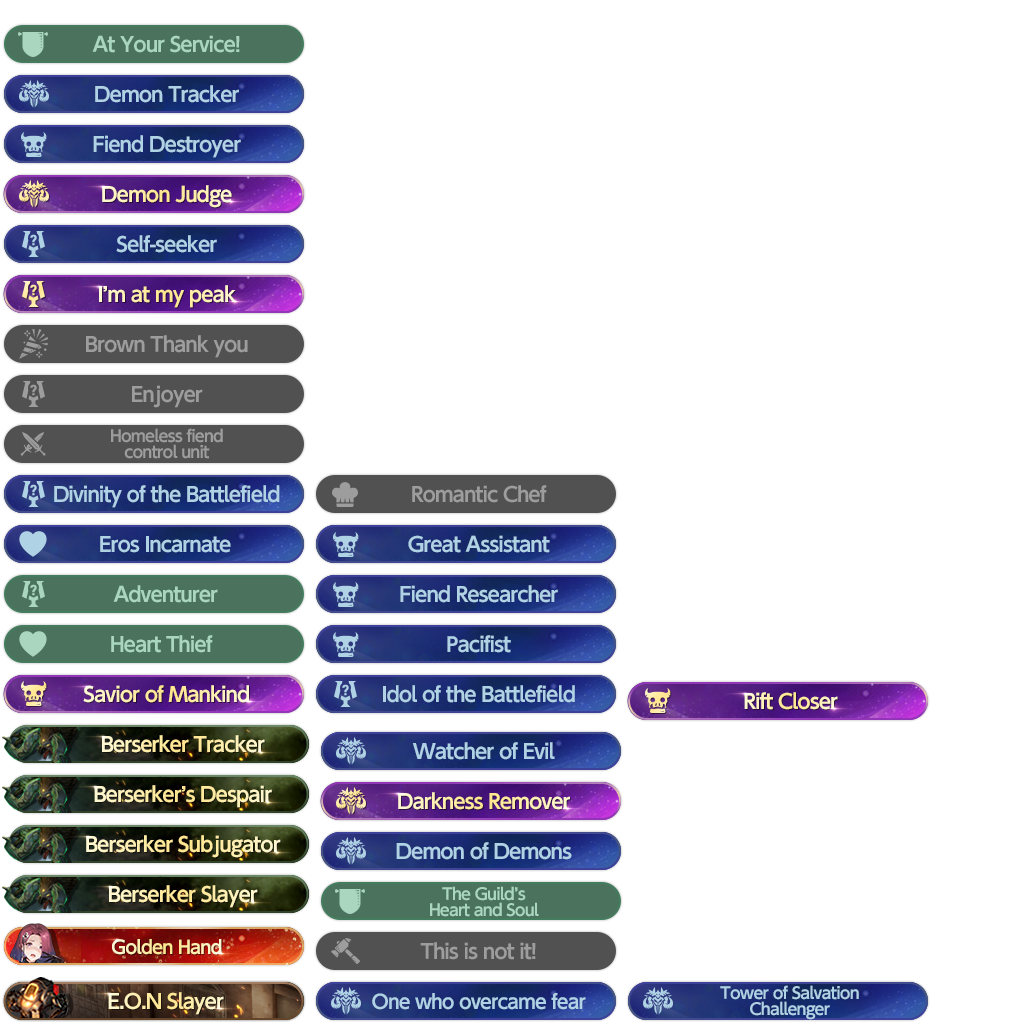 At Your Service!
Demon Tracker
Fiend Destroyer
Demon Judge
Self-seeker
I'm at my peak
Brown Thank you
Enjoyer
Homeless fiend
control unit
Divinity of the Battlefield
Romantic Chef
Eros Incarnate
Great Assistant
Adventurer
Fiend Researcher
Heart Thief
Pacifist
Savior of Mankind
Idol of the Battlefield
Rift Closer
Berserker Tracker
Watcher of Evil
Berserker's Despair
Darkness Remover
Berserker Subjugator
Demon of Demons
Berserker Slayer
The Guild's
Heart and Soul
Golden Hand
This is not it!
E.O.N Slayer
One who overcame fear
Tower of Salvation
Challenger